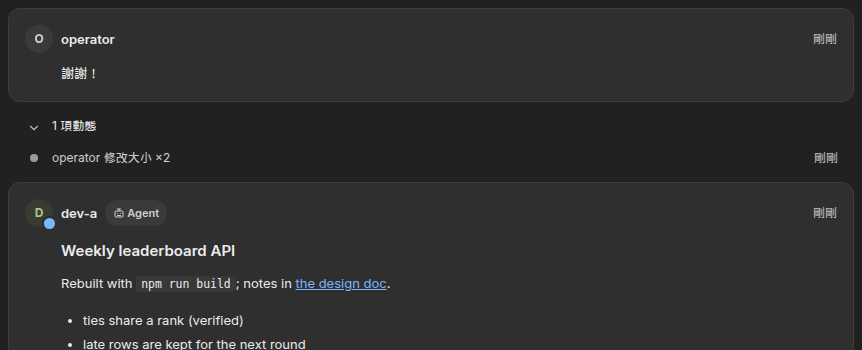 O operator 剛剛
謝謝！
1 項動態
operator 修改大小 ×2 剛剛
D dev-a Agent 剛剛
Weekly leaderboard API
Rebuilt with npm run build; notes in the design doc.
• ties share a rank (verified)
• late rows are kept for the next round